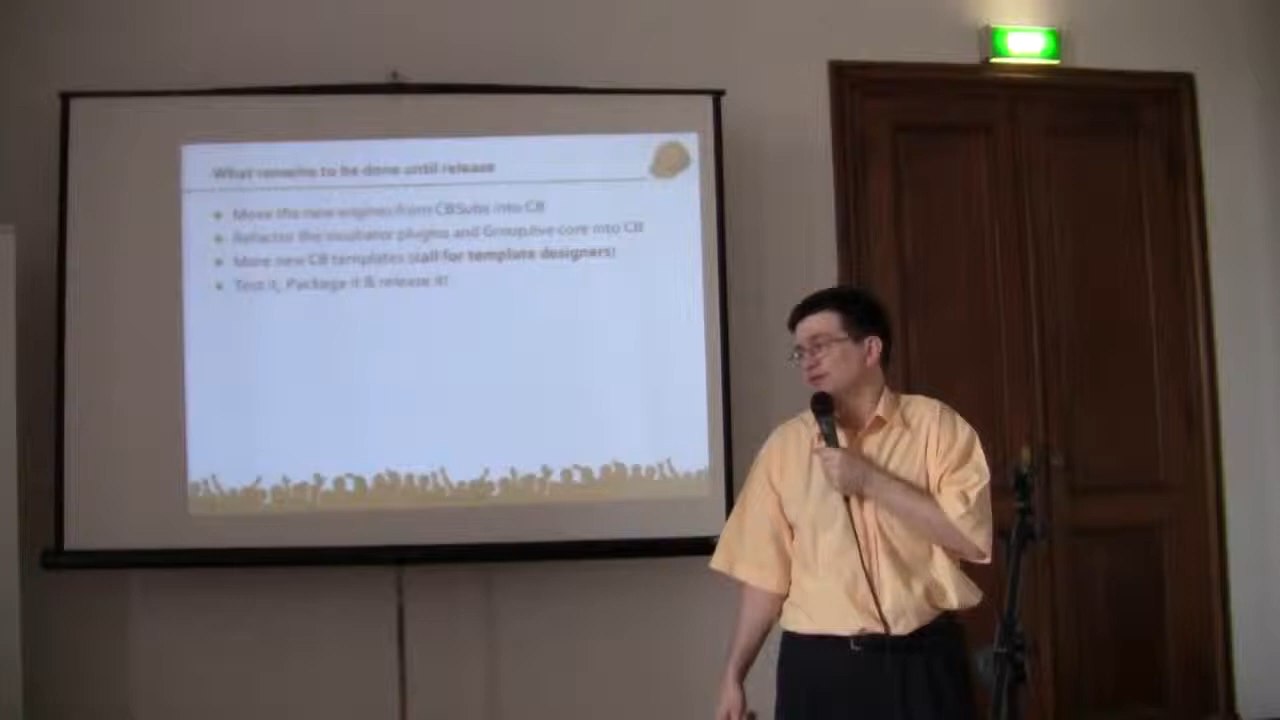 What remains to be done until release
Move the new engines from CBSubs into CB
Refactor the incubator plugins and GroupJive core into CB
More new CB templates (call for template designers)
Test it, Package it & release it!